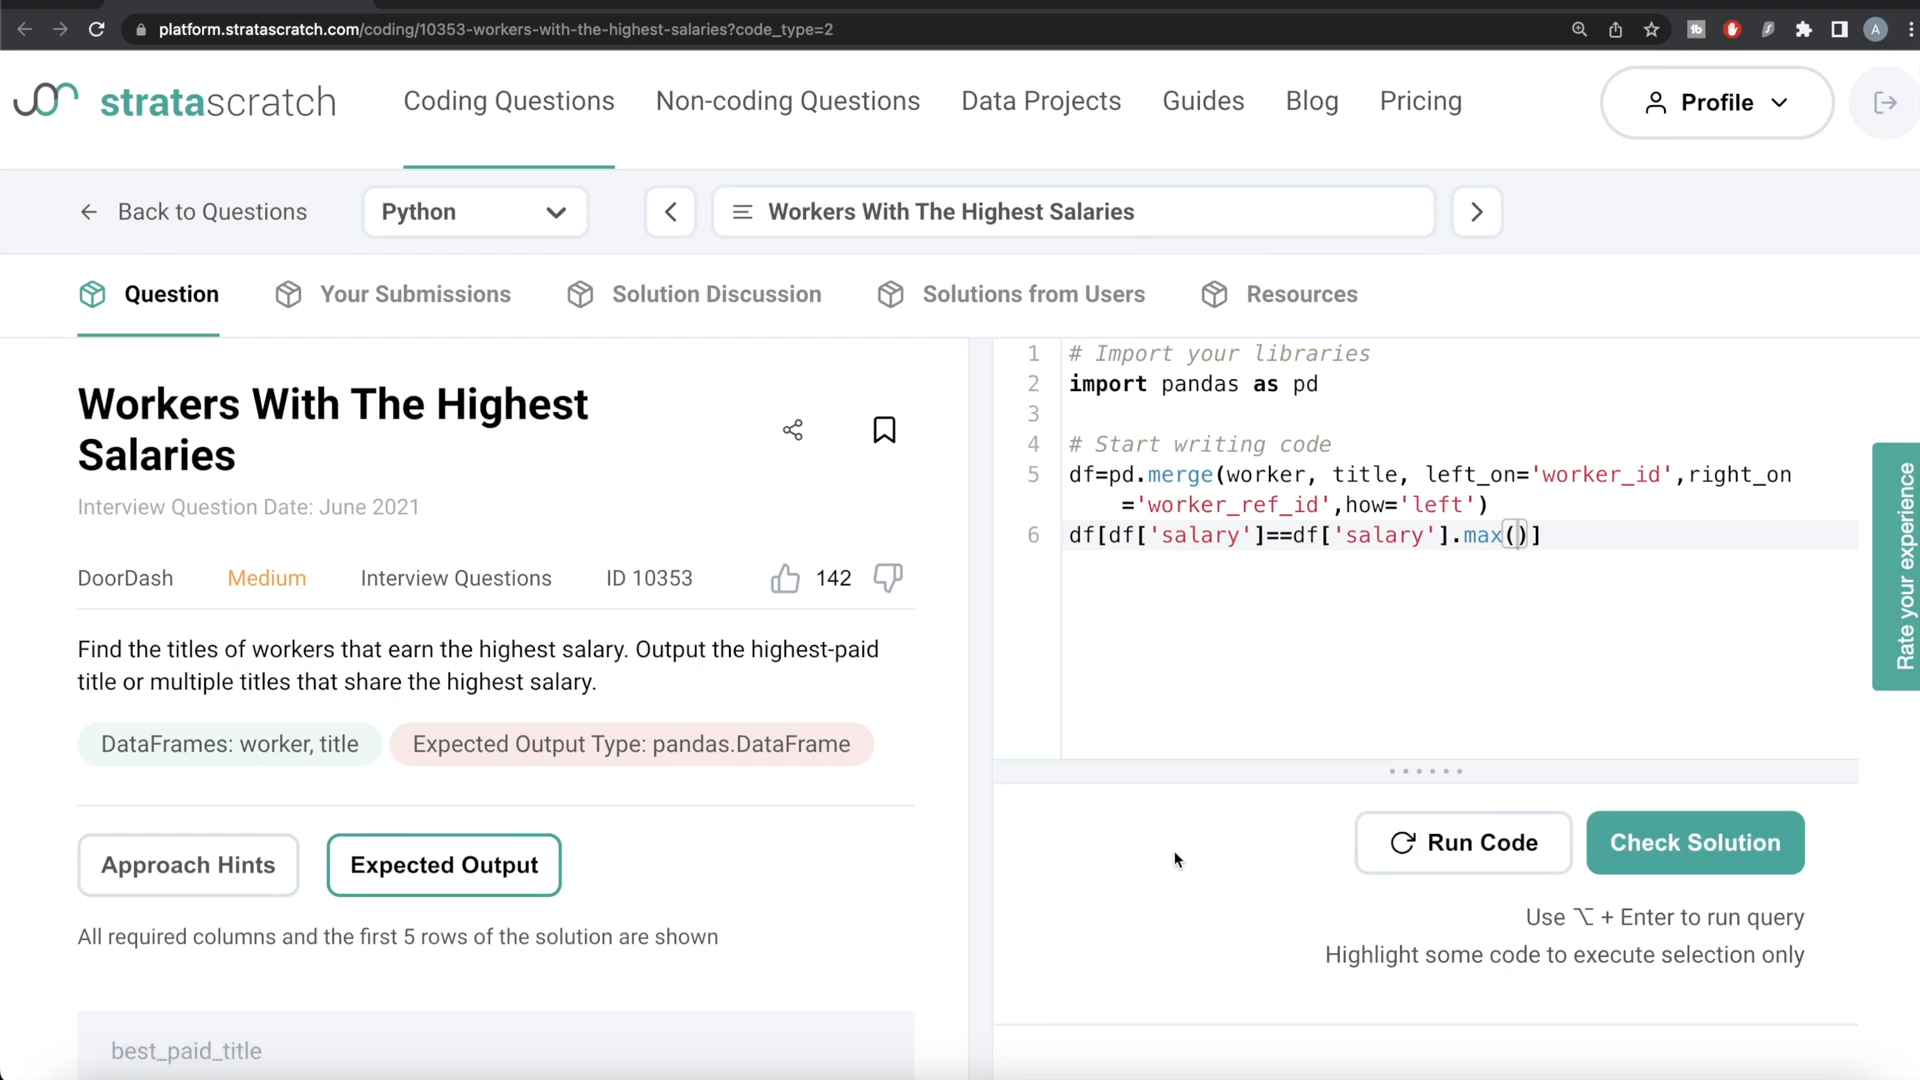 platform.stratascratch.com/coding/10353-workers-with-the-highest-salaries?code_type=2
A
stratascratch
Coding Questions
Non-coding Questions
Data Projects
Guides
Blog
Pricing
Profile
Back to Questions
Python
Workers With The Highest Salaries
Question
Your Submissions
Solution Discussion
Solutions from Users
Resources
Workers With The Highest
Salaries
Interview Question Date: June 2021
DoorDash
Medium
Interview Questions
ID 10353
142
Find the titles of workers that earn the highest salary. Output the highest-paid
title or multiple titles that share the highest salary.
DataFrames: worker, title
Expected Output Type: pandas.DataFrame
Approach Hints
Expected Output
All required columns and the first 5 rows of the solution are shown
best_paid_title
1 # Import your libraries
2 import pandas as pd
3
4 # Start writing code
5 df=pd.merge(worker, title, left_on='worker_id',right_on
='worker_ref_id',how='left')
6 df[df['salary']==df['salary'].max()]
Run Code
Check Solution
Use ⌥ + Enter to run query
Highlight some code to execute selection only
Rate your experience